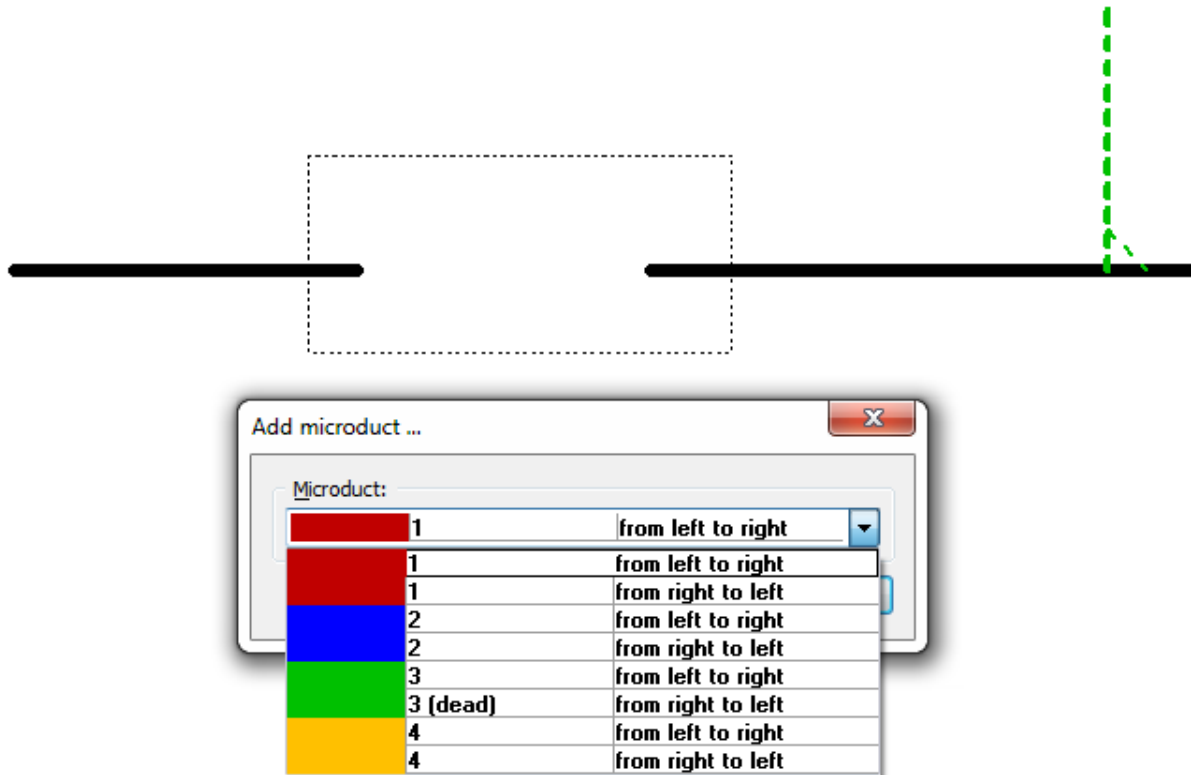 Add microduct ...
Microduct:
1 from left to right
1 from left to right
1 from right to left
2 from left to right
2 from right to left
3 from left to right
3 (dead) from right to left
4 from left to right
4 from right to left